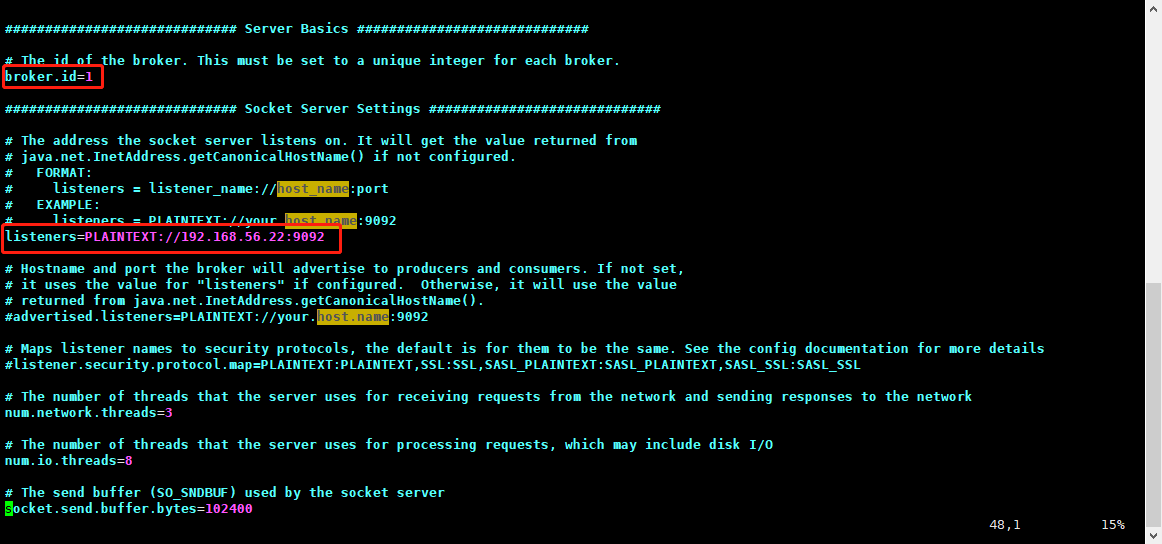 ############################# Server Basics #############################
# The id of the broker. This must be set to a unique integer for each broker.
broker.id=1
############################# Socket Server Settings #############################
# The address the socket server listens on. It will get the value returned from
# java.net.InetAddress.getCanonicalHostName() if not configured.
#   FORMAT:
#     listeners = listener_name://host_name:port
#   EXAMPLE:
#     listeners = PLAINTEXT://your.host.name:9092
listeners=PLAINTEXT://192.168.56.22:9092
# Hostname and port the broker will advertise to producers and consumers. If not set,
# it uses the value for "listeners" if configured.  Otherwise, it will use the value
# returned from java.net.InetAddress.getCanonicalHostName().
#advertised.listeners=PLAINTEXT://your.host.name:9092
# Maps listener names to security protocols, the default is for them to be the same. See the config documentation for more details
#listener.security.protocol.map=PLAINTEXT:PLAINTEXT,SSL:SSL,SASL_PLAINTEXT:SASL_PLAINTEXT,SASL_SSL:SASL_SSL
# The number of threads that the server uses for receiving requests from the network and sending responses to the network
num.network.threads=3
# The number of threads that the server uses for processing requests, which may include disk I/O
num.io.threads=8
# The send buffer (SO_SNDBUF) used by the socket server
socket.send.buffer.bytes=102400
48,1          15%